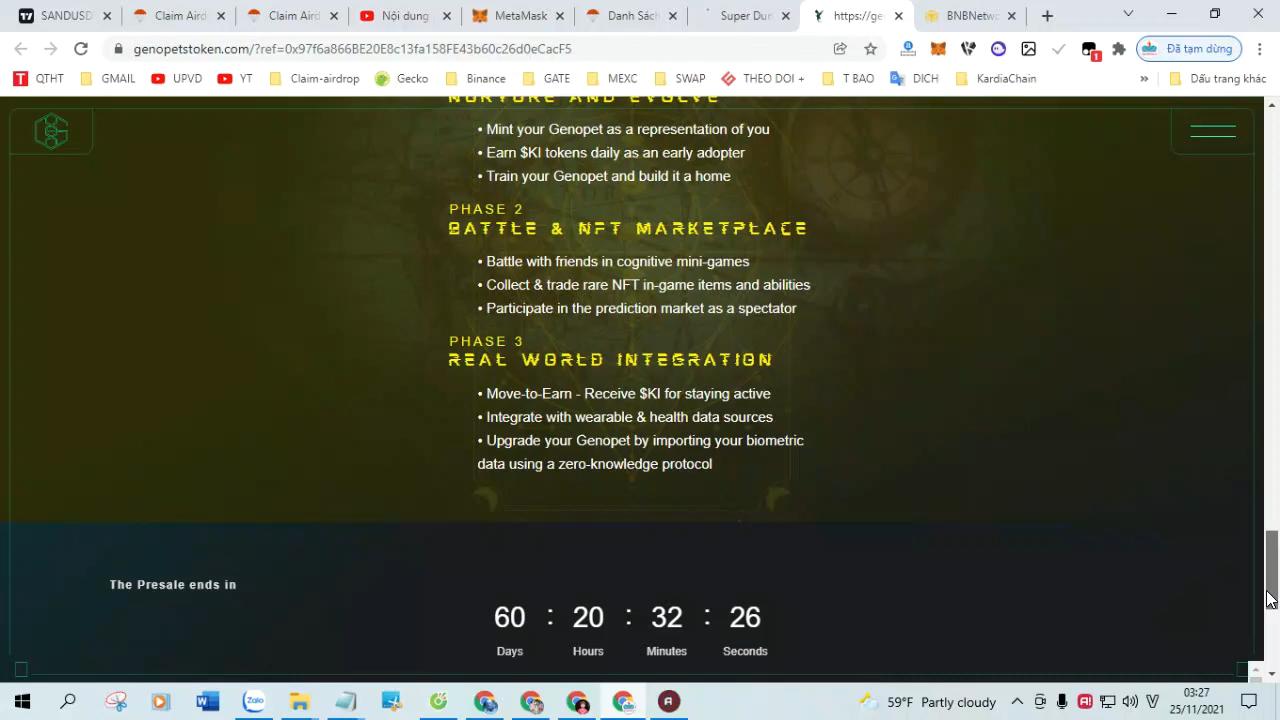 SANDUSD
Claim Aird
Claim Aird
Nội dung
MetaMask
Danh Sách
Super Dun
https://ge
BNBNetwo
genopetstoken.com/?ref=0x97f6a866BE20E8c13fa158FE43b60c26d0eCacF5
1
Đã tạm dừng
QTHT
GMAIL
UPVD
YT
Claim-airdrop
Gecko
Binance
GATE
MEXC
SWAP
THEO DOI +
T BAO
DICH
KardiaChain
»
Dấu trang khác
NURTURE AND EVOLVE
• Mint your Genopet as a representation of you
• Earn $KI tokens daily as an early adopter
• Train your Genopet and build it a home
PHASE 2
BATTLE & NFT MARKETPLACE
• Battle with friends in cognitive mini-games
• Collect & trade rare NFT in-game items and abilities
• Participate in the prediction market as a spectator
PHASE 3
REAL WORLD INTEGRATION
• Move-to-Earn - Receive $KI for staying active
• Integrate with wearable & health data sources
• Upgrade your Genopet by importing your biometric
data using a zero-knowledge protocol
The Presale ends in
60 : 20 : 32 : 26
Days Hours Minutes Seconds
Zalo
59°F Partly cloudy
03:27
25/11/2021